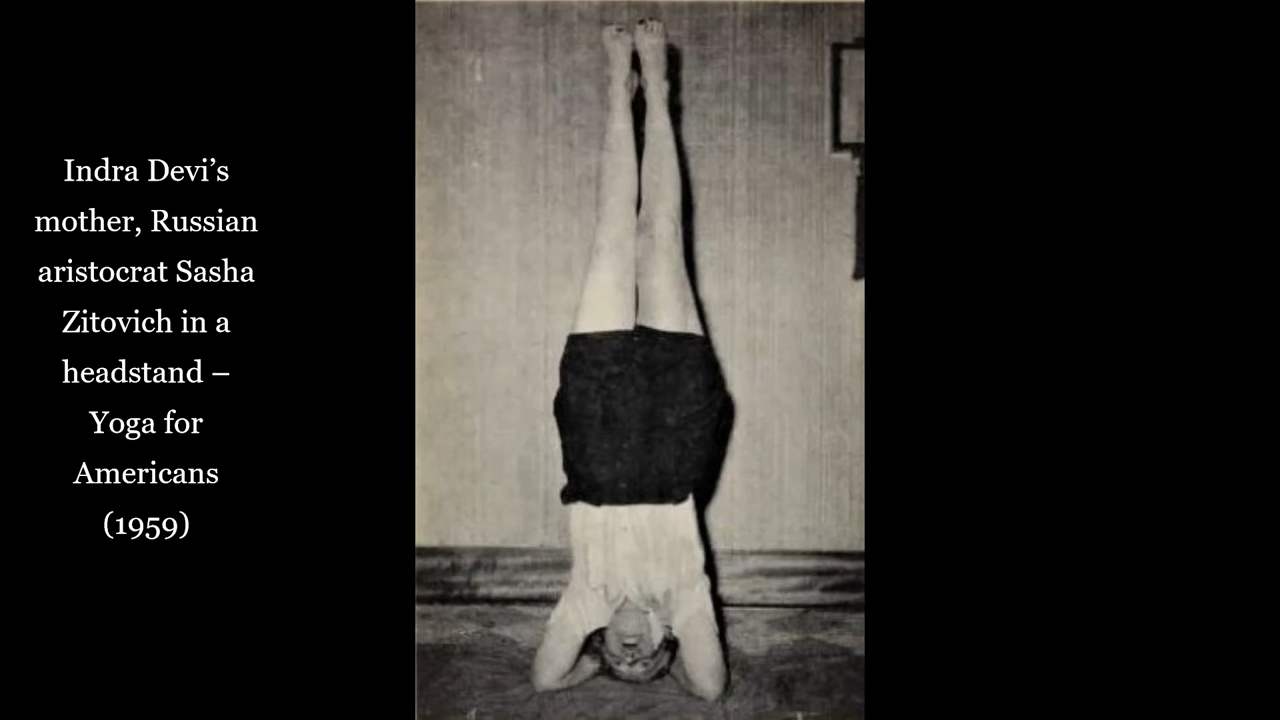 Indra Devi’s
mother, Russian
aristocrat Sasha
Zitovich in a
headstand –
Yoga for
Americans
(1959)